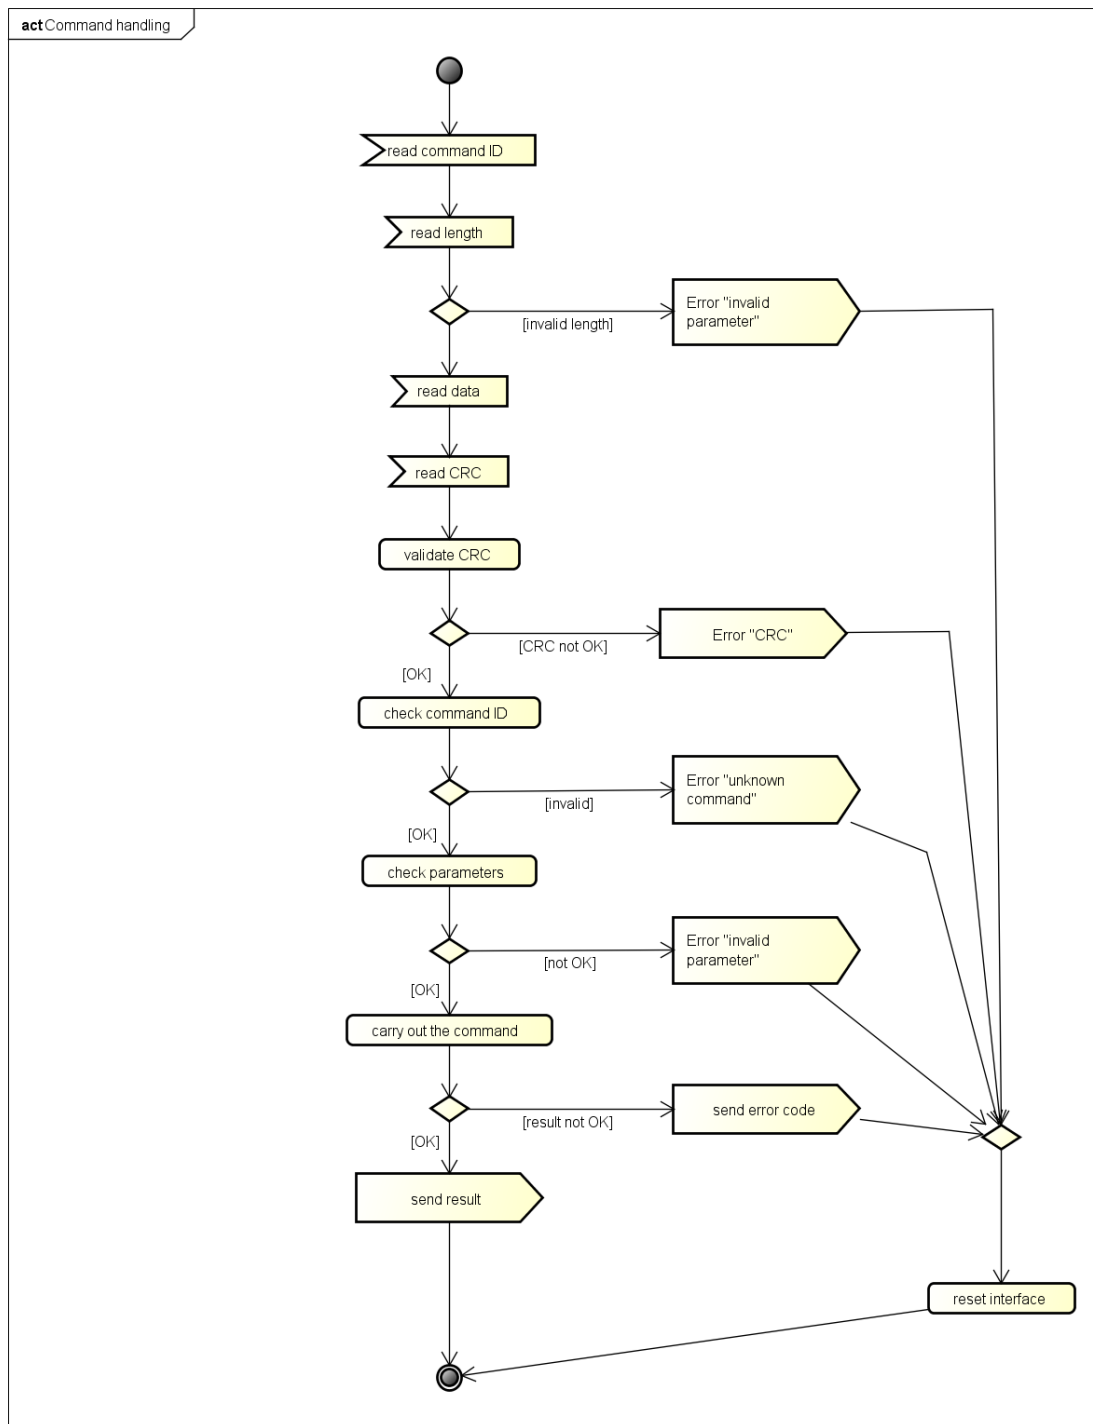 act Command handling
read command ID
read length
[invalid length]
Error "invalid
parameter"
read data
read CRC
validate CRC
[CRC not OK]
Error "CRC"
[OK]
check command ID
[invalid]
Error "unknown
command"
[OK]
check parameters
[not OK]
Error "invalid
parameter"
[OK]
carry out the command
[result not OK]
send error code
[OK]
send result
reset interface